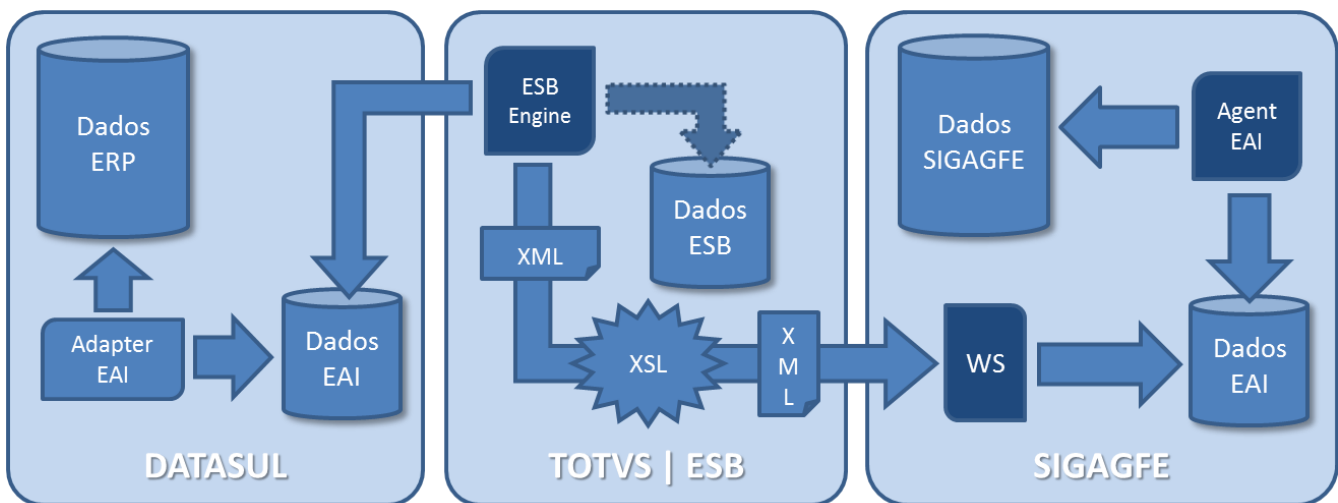 Dados
ERP
Adapter
EAI
Dados
EAI
DATASUL
ESB
Engine
Dados
ESB
XML
XSL
X
M
L
TOTVS | ESB
Dados
SIGAGFE
Agent
EAI
WS
Dados
EAI
SIGAGFE